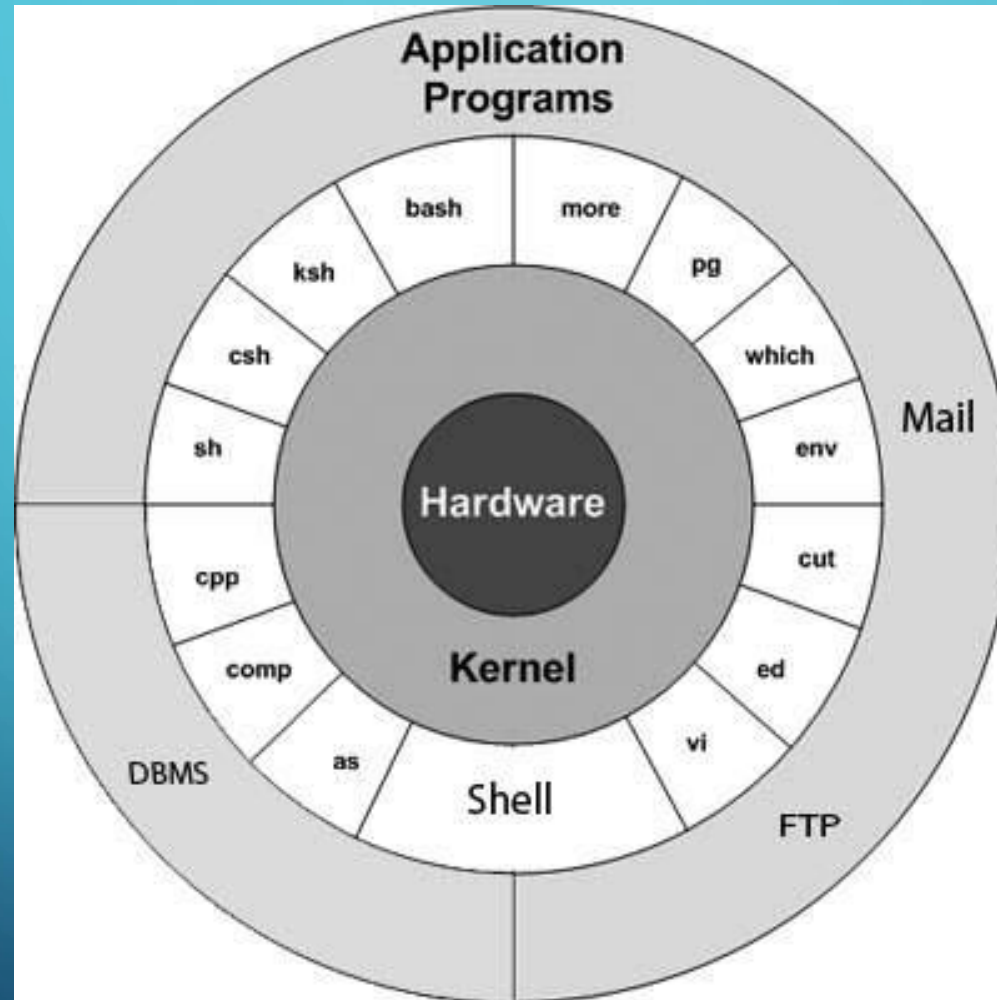 Application
Programs
bash
more
ksh
pg
csh
which
Mail
sh
env
Hardware
cut
cpp
Kernel
comp
ed
vi
as
DBMS
Shell
FTP